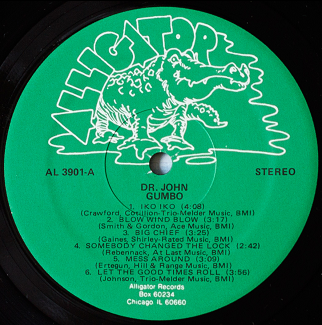 ALLIGATOR
AL 3901-A
STEREO
DR. JOHN
GUMBO
1. IKO IKO (4:08)
(Crawford, Cotillion-Trio-Melder Music, BMI)
2. BLOW WIND BLOW (3:17)
(Smith & Gordon, Ace Music, BMI)
3. BIG CHIEF (3:25)
(Gaines, Shirley-Rated Music, BMI)
4. SOMEBODY CHANGED THE LOCK (2:42)
(Rebennack, At Last Music, BMI)
5. MESS AROUND (3:09)
(Ertegun, Hill & Range Music, BMI)
6. LET THE GOOD TIMES ROLL (3:56)
(Johnson, Trio-Melder Music, BMI)
Alligator Records
Box 60234
Chicago IL 60660